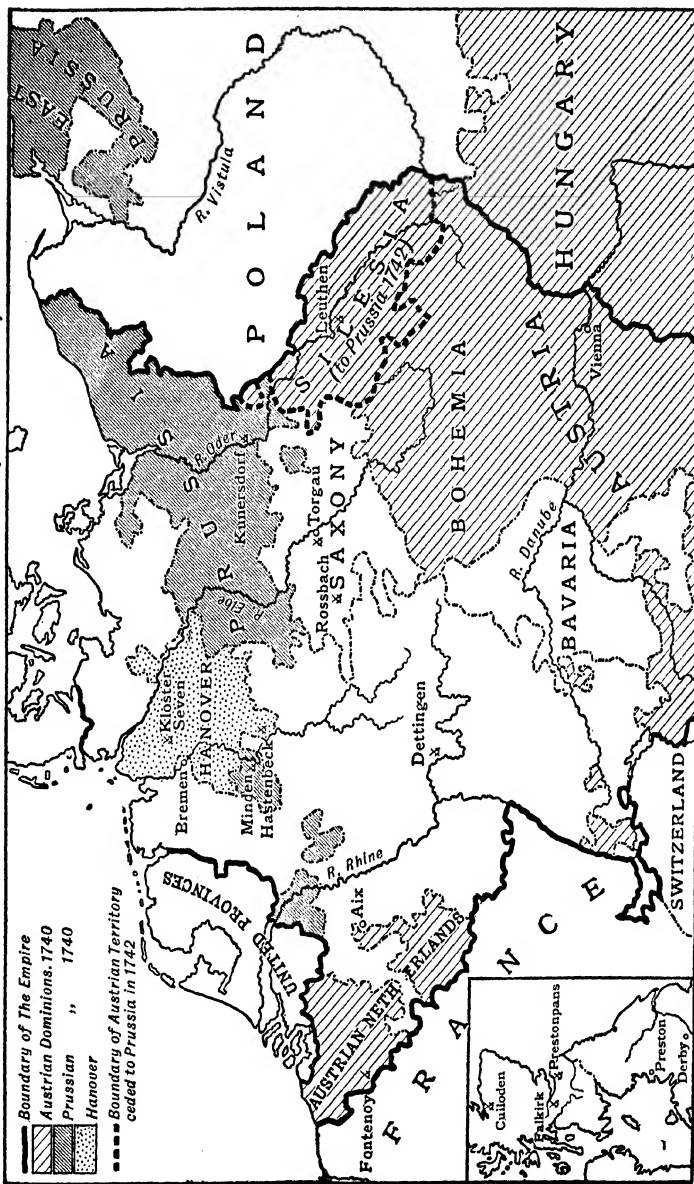 Boundary of The Empire
Austrian Dominions. 1740
Prussian „ 1740
Hanover
Boundary of Austrian Territory
ceded to Prussia in 1742
EAST
PRUSSIA
R. Vistula
POLAND
PRUSSIA
R. Oder
Kunersdorf
R. Elbe
Kloster
Seven
HANOVER
Bremen
Minden
Hastenbeck
UNITED PROVINCES
R. Rhine
Aix
AUSTRIAN NETHERLANDS
Fontenoy
FRANCE
Rossbach
Torgau
SAXONY
Leuthen
SILESIA
(to Prussia 1742)
BOHEMIA
Dettingen
R. Danube
BAVARIA
AUSTRIA
Vienna
HUNGARY
SWITZERLAND
Culloden
Falkirk
Prestonpans
Preston
Derby